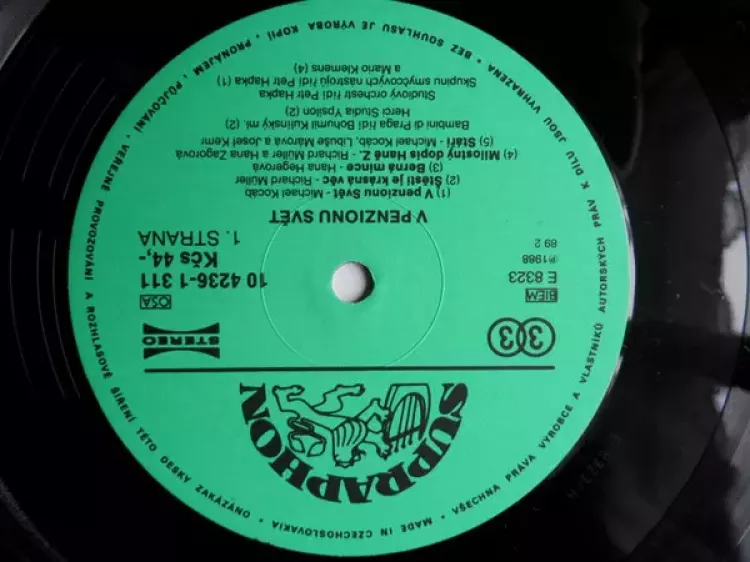 SUPRAPHON
33
STEREO
BIEM
OSA
E 8323
10 4236-1 311
℗1988
Kčs 44,-
89 2
1. STRANA
V PENZIONU SVĚT
(1) V penzionu Svět - Michael Kocáb
(2) Štěstí je krásná věc - Richard Müller
(3) Berná mince - Hana Hegerová
(4) Milostný dopis Haně Z. - Richard Müller a Hana Zagorová
(5) Stáří - Michael Kocáb, Libuše Márová a Josef Kemr
Bambini di Praga řídí Bohumil Kulínský ml. (2)
Herci Studia Ypsilon (2)
Studiový orchestr řídí Petr Hapka
Skupinu smyčcových nástrojů řídí Petr Hapka (1)
a Mario Klemens (4)
MADE IN CZECHOSLOVAKIA • VŠECHNA PRÁVA VÝROBCE A VLASTNÍKŮ AUTORSKÝCH PRÁV K DÍLU JSOU VYHRAZENA • BEZ SOUHLASU JE VÝROBA KOPIÍ • PRONÁJEM • PŮJČOVÁNÍ • VEŘEJNÉ PROVOZOVÁNÍ A ROZHLASOVÉ ŠÍŘENÍ TÉTO DESKY ZAKÁZÁNO •